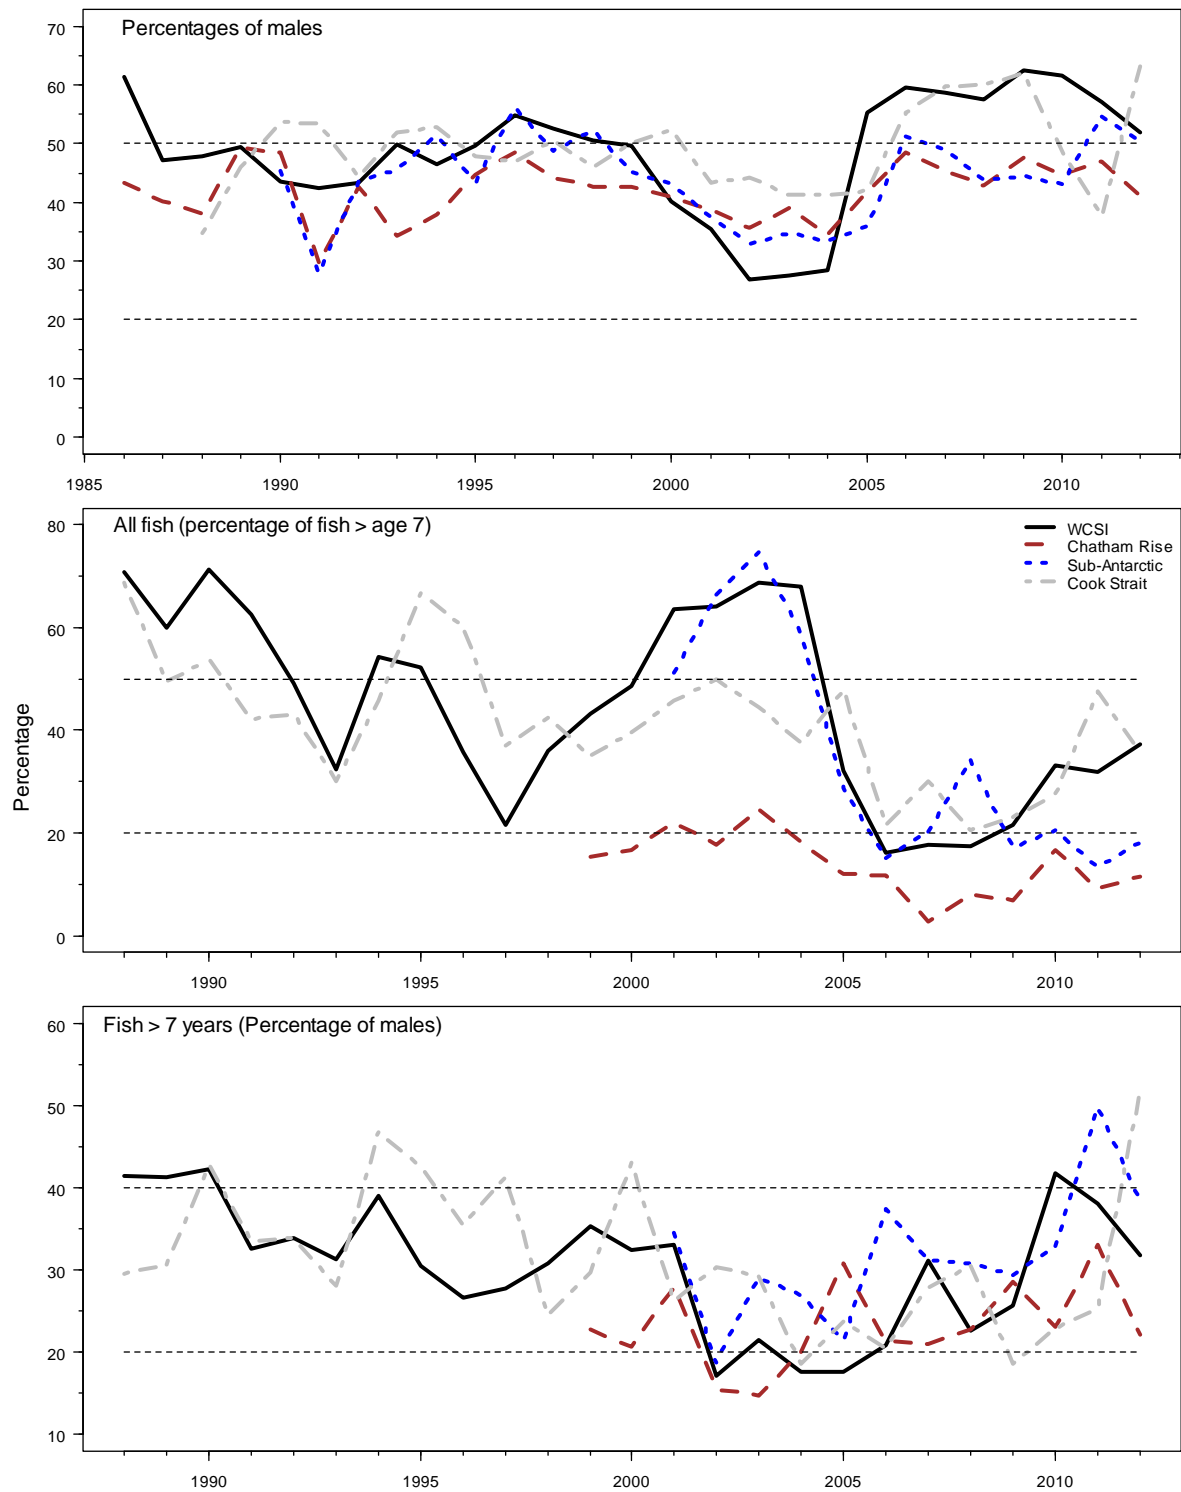 Percentages of males
70
60
50
40
30
20
10
0
1985 1990 1995 2000 2005 2010
All fish (percentage of fish > age 7)
WCSI
Chatham Rise
Sub-Antarctic
Cook Strait
80
60
40
20
0
Percentage
1990 1995 2000 2005 2010
Fish > 7 years (Percentage of males)
60
50
40
30
20
10
1990 1995 2000 2005 2010